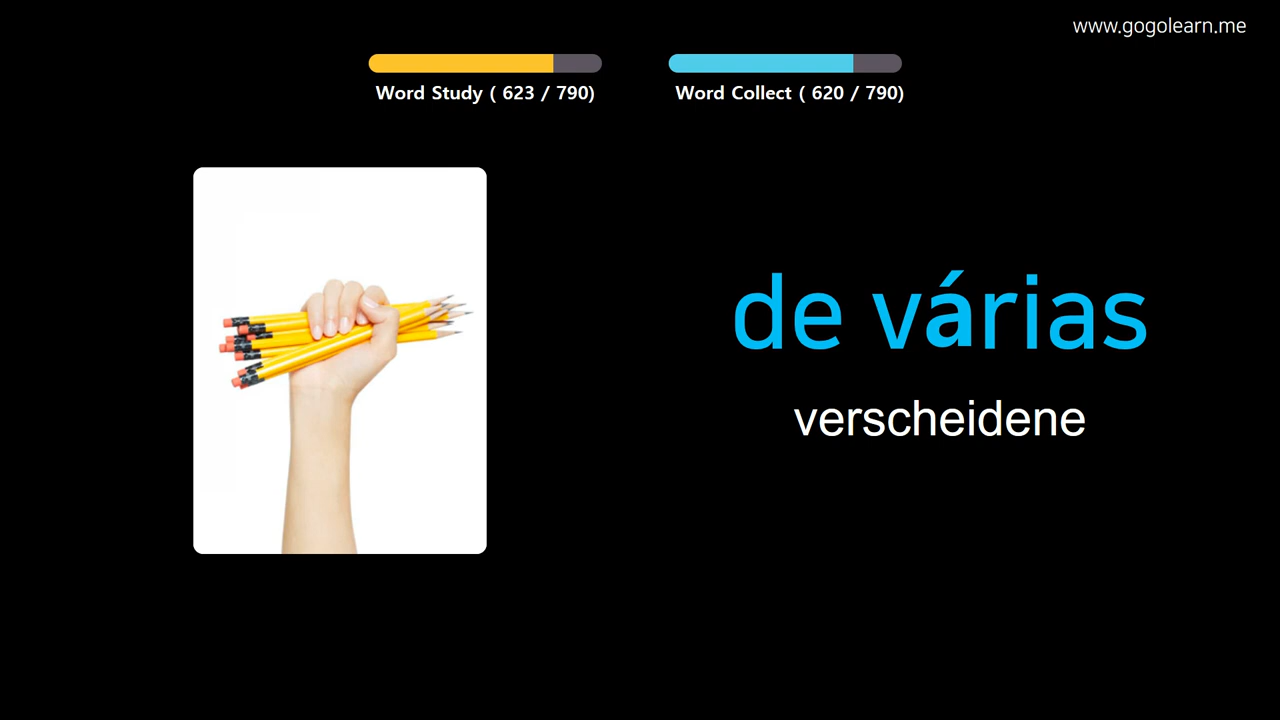 www.gogolearn.me
Word Study ( 623 / 790)
Word Collect ( 620 / 790)
de várias
verscheidene